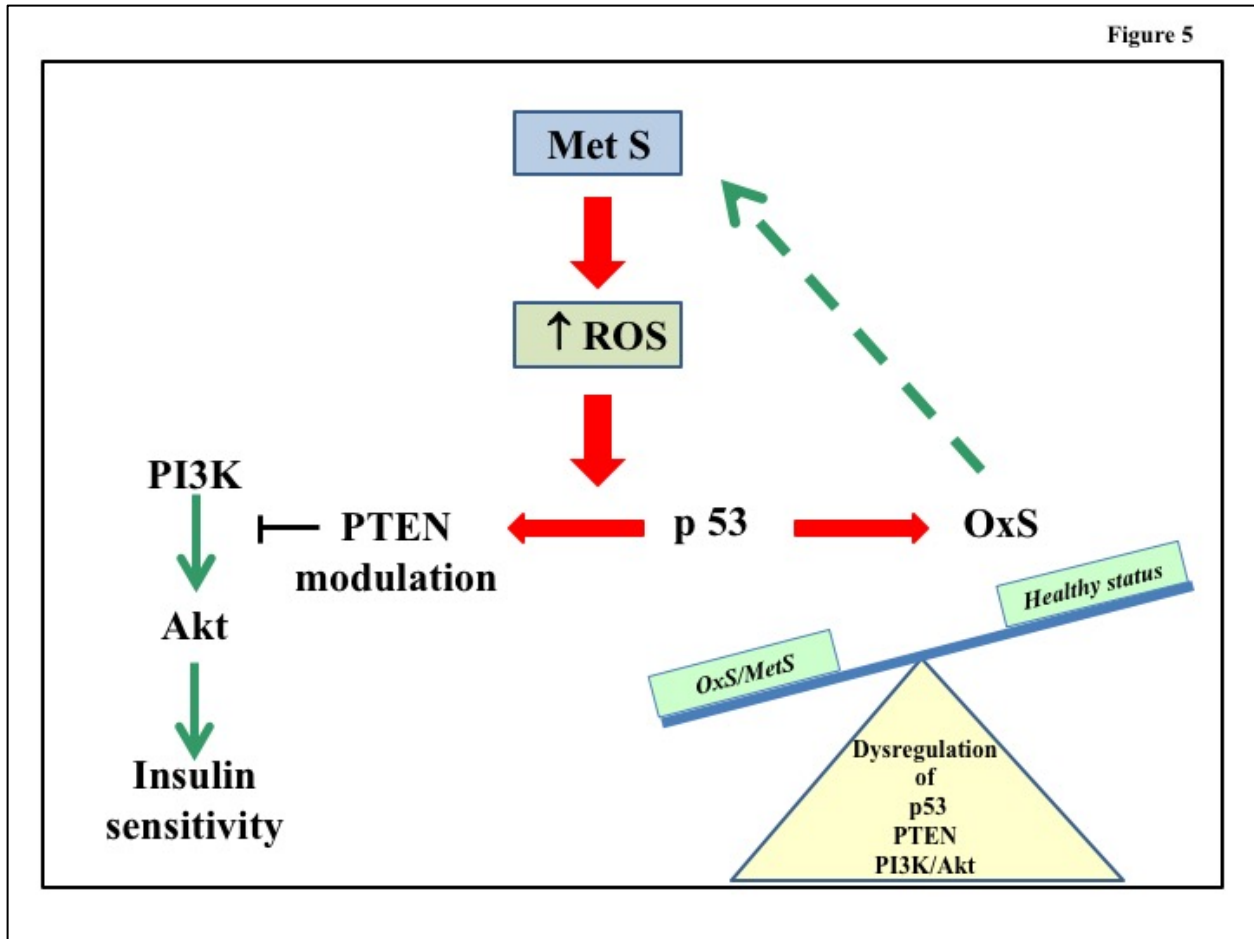 Figure 5
Met S
↑ ROS
PI3K
PTEN
modulation
p 53
OxS
Akt
Insulin
sensitivity
Healthy status
OxS/MetS
Dysregulation
of
p53
PTEN
PI3K/Akt